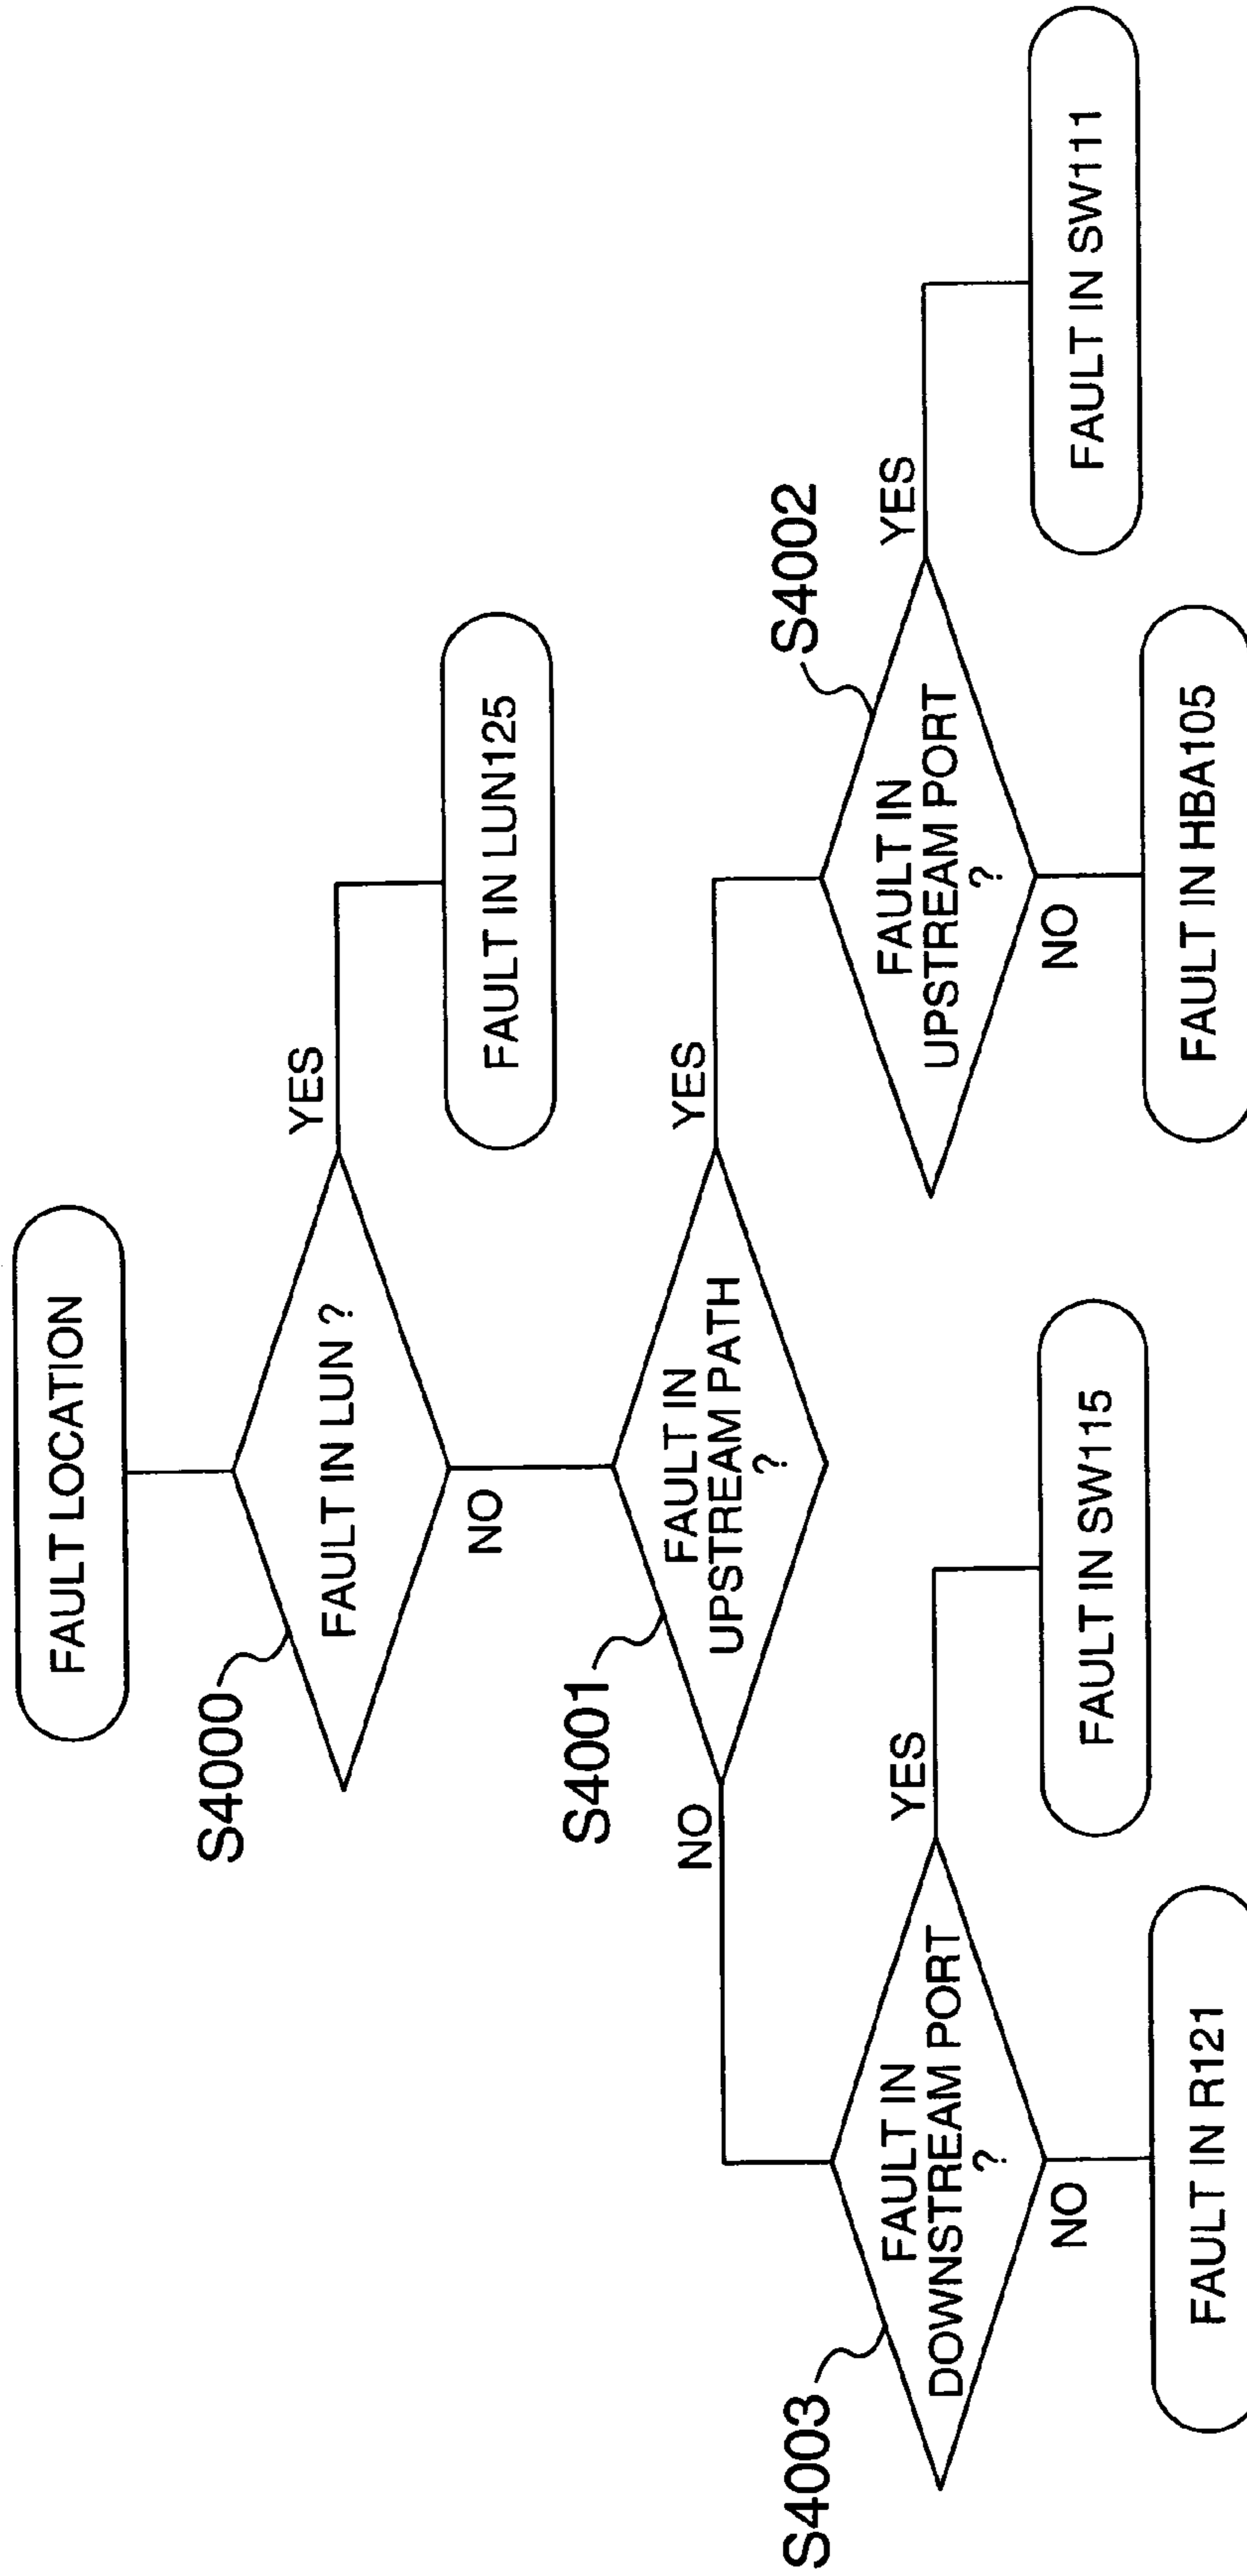 FAULT LOCATION
S4000
FAULT IN LUN ?
YES
FAULT IN LUN125
NO
S4001
FAULT IN
UPSTREAM PATH
?
YES
NO
S4002
FAULT IN
UPSTREAM PORT
?
YES
FAULT IN SW111
NO
FAULT IN HBA105
S4003
FAULT IN
DOWNSTREAM PORT
?
YES
FAULT IN SW115
NO
FAULT IN R121